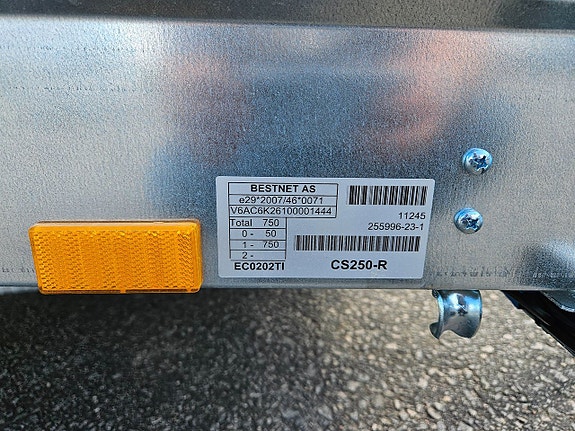 BESTNET AS
e29*2007/46*0071
V6AC6K26100001444
Total 750
0 - 50
1 - 750
2 -
EC0202TI
11245
255996-23-1
CS250-R